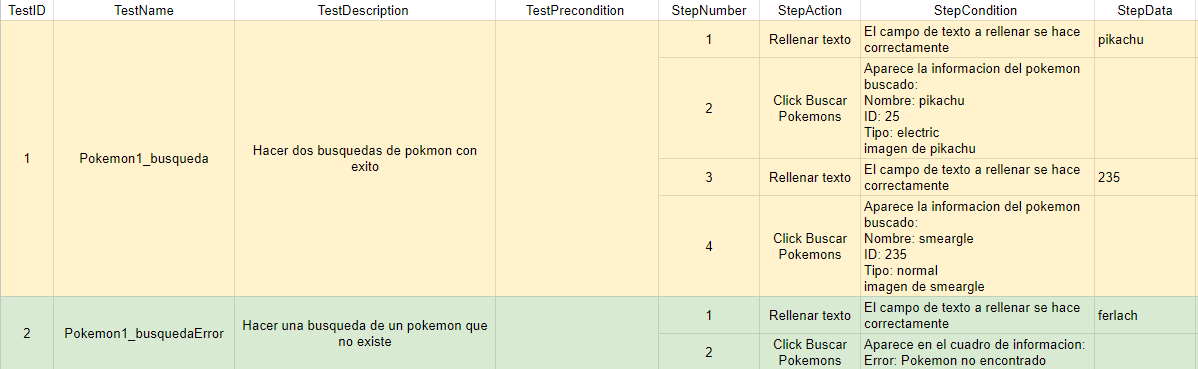 TestID TestName TestDescription TestPrecondition StepNumber StepAction StepCondition StepData
1 Pokemon1_busqueda Hacer dos busquedas de pokmon con
exito
1 Rellenar texto El campo de texto a rellenar se hace
correctamente
pikachu
2 Click Buscar
Pokemons
Aparece la informacion del pokemon
buscado:
Nombre: pikachu
ID: 25
Tipo: electric
imagen de pikachu
3 Rellenar texto El campo de texto a rellenar se hace
correctamente
235
4 Click Buscar
Pokemons
Aparece la informacion del pokemon
buscado:
Nombre: smeargle
ID: 235
Tipo: normal
imagen de smeargle
2 Pokemon1_busquedaError Hacer una busqueda de un pokemon que
no existe
1 Rellenar texto El campo de texto a rellenar se hace
correctamente
ferlach
2 Click Buscar
Pokemons
Aparece en el cuadro de informacion:
Error: Pokemon no encontrado